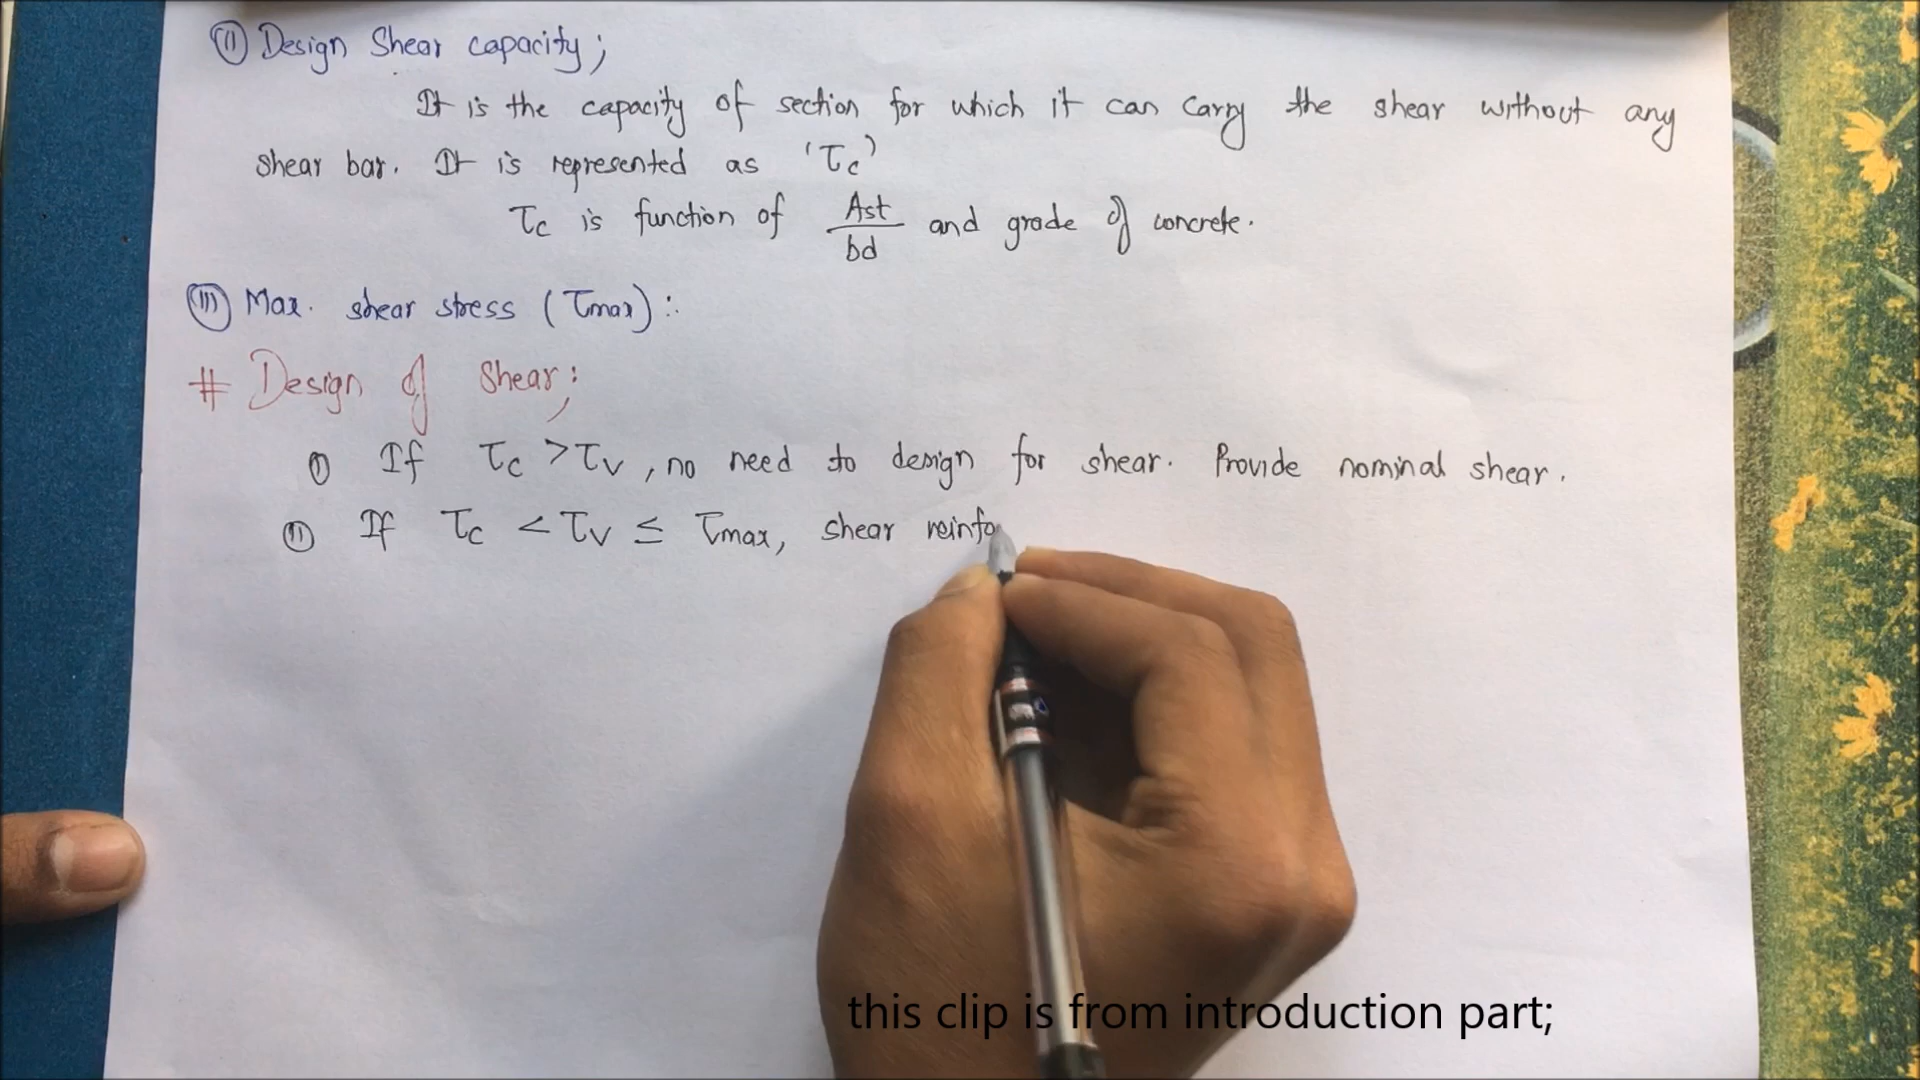 (II) Design Shear capacity;
It is the capacity of section for which it can carry the shear without any
shear bar. It is represented as 'τc'
τc is function of Ast/bd and grade of concrete.
(III) Max. shear stress (τmax):
# Design of Shear;
(I) If τc > τv, no need to design for shear. Provide nominal shear.
(II) If τc < τv ≤ τmax, shear reinfo
this clip is from introduction part;